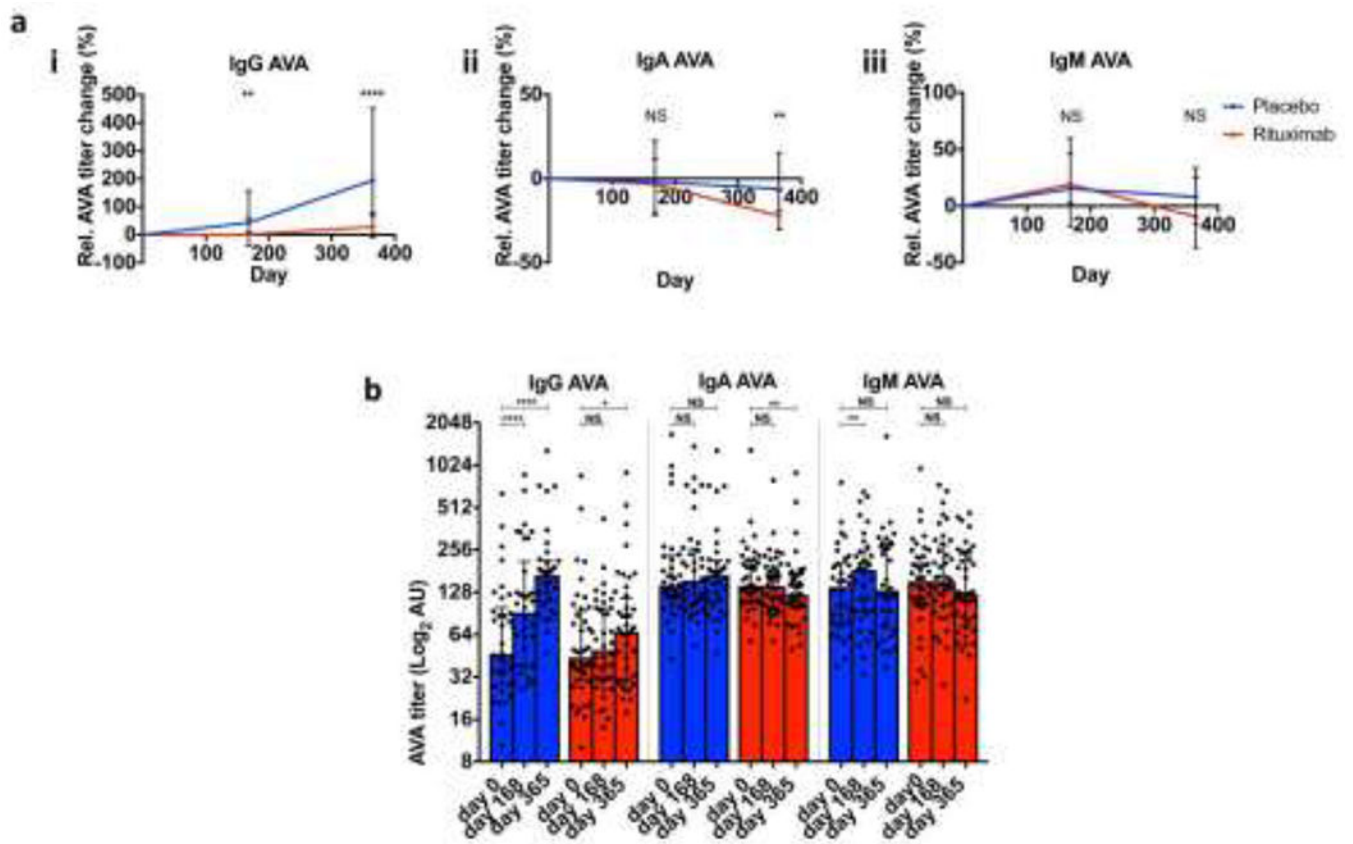 a
i
IgG AVA
Rel. AVA titer change (%)
500
400
300
200
100
0
-100
**
****
100 200 300 400
Day
ii
IgA AVA
Rel. AVA titer change (%)
50
0
-50
NS
**
100 200 300 400
Day
iii
IgM AVA
Rel. AVA titer change (%)
100
50
0
-50
NS
NS
100 200 300 400
Day
Placebo
Rituximab
b
IgG AVA IgA AVA IgM AVA
**** * NS ** NS NS
**** NS NS NS ** NS
AVA titer (Log2 AU)
2048
1024
512
256
128
64
32
16
8
day 0 day 168 day 365 day 0 day 168 day 365 day 0 day 168 day 365 day 0 day 168 day 365 day 0 day 168 day 365 day0 day 168 day 365